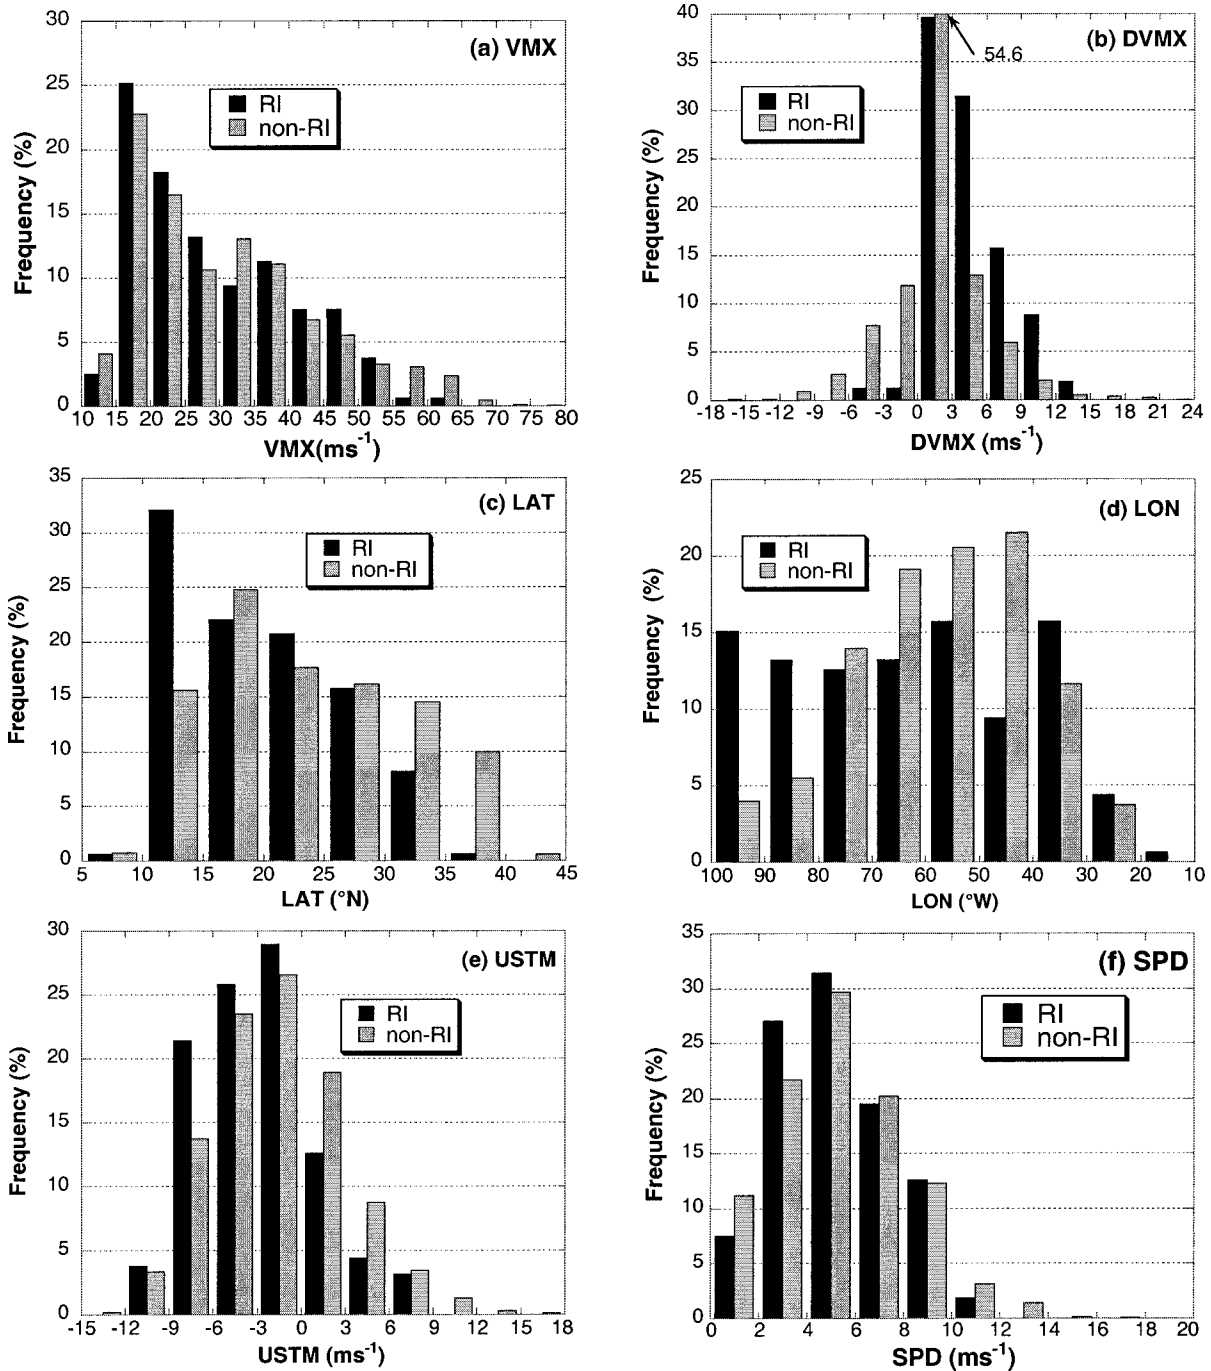 (a) VMX
RI
non-RI
Frequency (%)
30
25
20
15
10
5
0
10 15 20 25 30 35 40 45 50 55 60 65 70 75 80
VMX(ms-1)
(b) DVMX
54.6
RI
non-RI
Frequency (%)
40
35
30
25
20
15
10
5
0
-18 -15 -12 -9 -6 -3 0 3 6 9 12 15 18 21 24
DVMX (ms-1)
(c) LAT
RI
non-RI
Frequency (%)
35
30
25
20
15
10
5
0
5 10 15 20 25 30 35 40 45
LAT (°N)
(d) LON
RI
non-RI
Frequency (%)
25
20
15
10
5
0
100 90 80 70 60 50 40 30 20 10
LON (°W)
(e) USTM
RI
non-RI
Frequency (%)
30
25
20
15
10
5
0
-15 -12 -9 -6 -3 0 3 6 9 12 15 18
USTM (ms-1)
(f) SPD
RI
non-RI
Frequency (%)
35
30
25
20
15
10
5
0
0 2 4 6 8 10 12 14 16 18 20
SPD (ms-1)